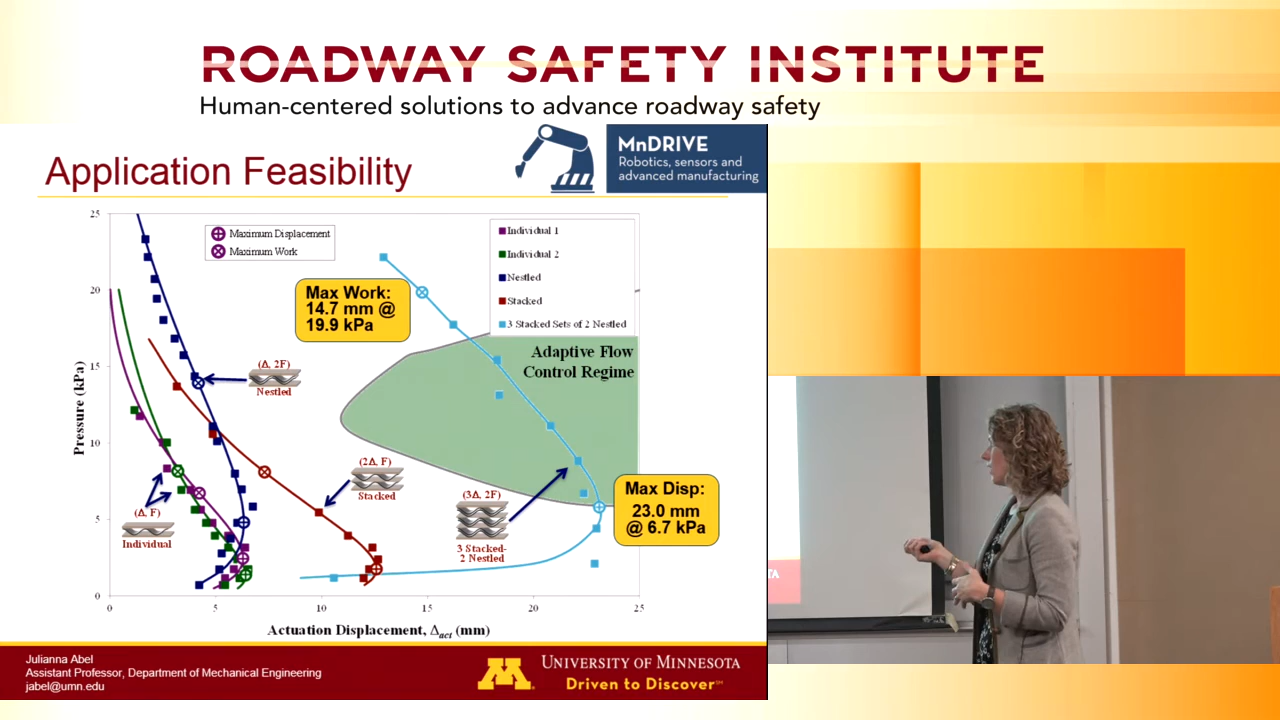 ROADWAY SAFETY INSTITUTE
Human-centered solutions to advance roadway safety
Application Feasibility
MnDRIVE
Robotics, sensors and
advanced manufacturing
25
20
15
10
5
0
Pressure (kPa)
Maximum Displacement
Maximum Work
Individual 1
Individual 2
Nestled
Stacked
3 Stacked Sets of 2 Nestled
Max Work:
14.7 mm @
19.9 kPa
Adaptive Flow
Control Regime
(Δ, 2F)
Nestled
(2Δ, F)
Stacked
(Δ, F)
Individual
(3Δ, 2F)
3 Stacked-
2 Nestled
Max Disp:
23.0 mm
@ 6.7 kPa
0
5
10
15
20
25
Actuation Displacement, Δact (mm)
Julianna Abel
Assistant Professor, Department of Mechanical Engineering
jabel@umn.edu
M
UNIVERSITY OF MINNESOTA
Driven to Discover℠
TA